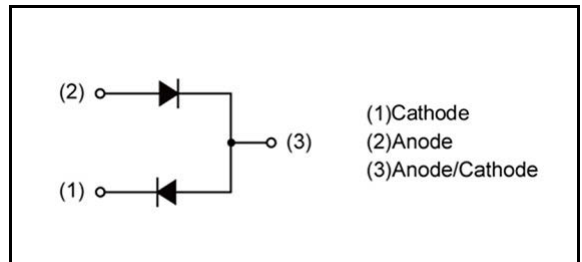 (2)
(3)
(1)
(1)Cathode
(2)Anode
(3)Anode/Cathode